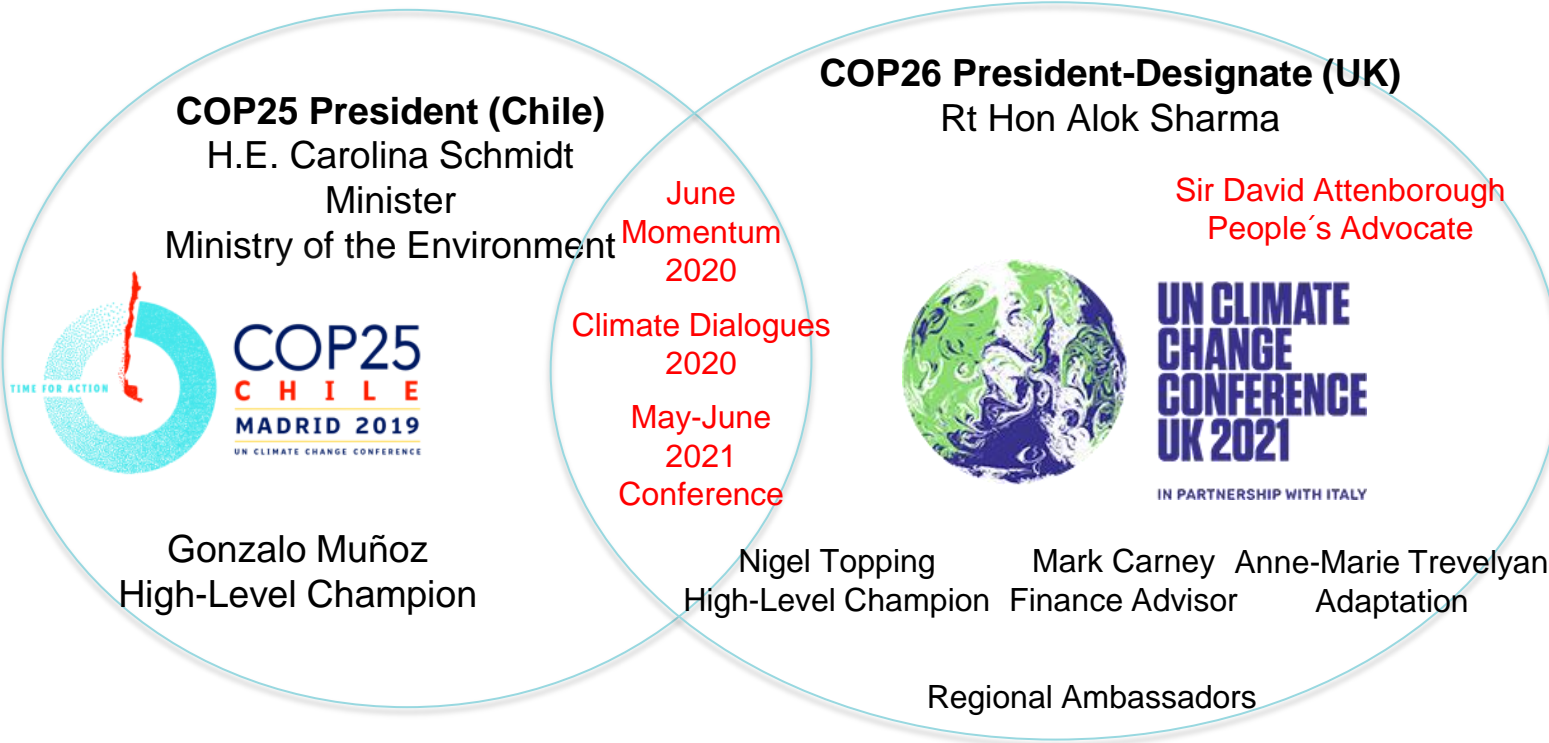 COP25 President (Chile)
H.E. Carolina Schmidt
Minister
Ministry of the Environment
TIME FOR ACTION
COP25
CHILE
MADRID 2019
UN CLIMATE CHANGE CONFERENCE
Gonzalo Muñoz
High-Level Champion
June
Momentum
2020
Climate Dialogues
2020
May-June
2021
Conference
COP26 President-Designate (UK)
Rt Hon Alok Sharma
Sir David Attenborough
People´s Advocate
UN CLIMATE
CHANGE
CONFERENCE
UK 2021
IN PARTNERSHIP WITH ITALY
Nigel Topping
High-Level Champion
Mark Carney
Finance Advisor
Anne-Marie Trevelyan
Adaptation
Regional Ambassadors